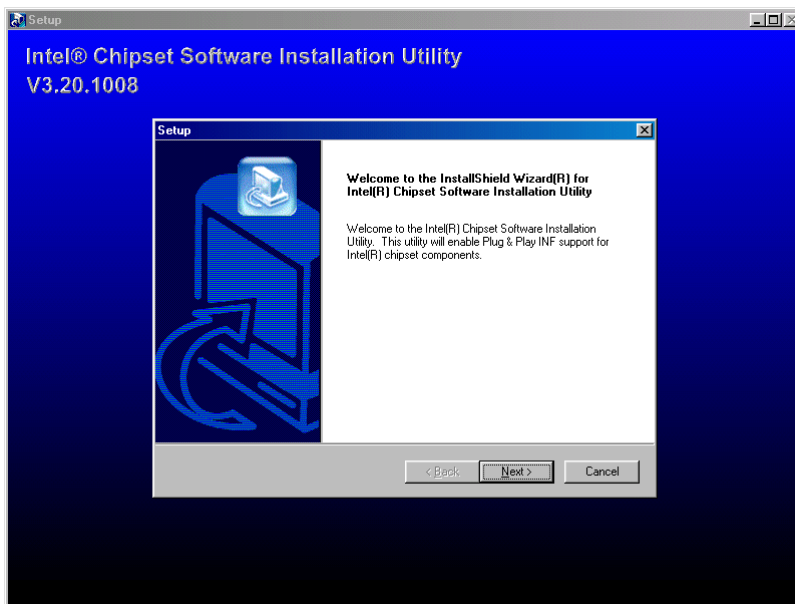 Setup
Intel® Chipset Software Installation Utility
V3.20.1008
Setup
Welcome to the InstallShield Wizard(R) for
Intel(R) Chipset Software Installation Utility
Welcome to the Intel(R) Chipset Software Installation
Utility. This utility will enable Plug & Play INF support for
Intel(R) chipset components.
< Back
Next >
Cancel